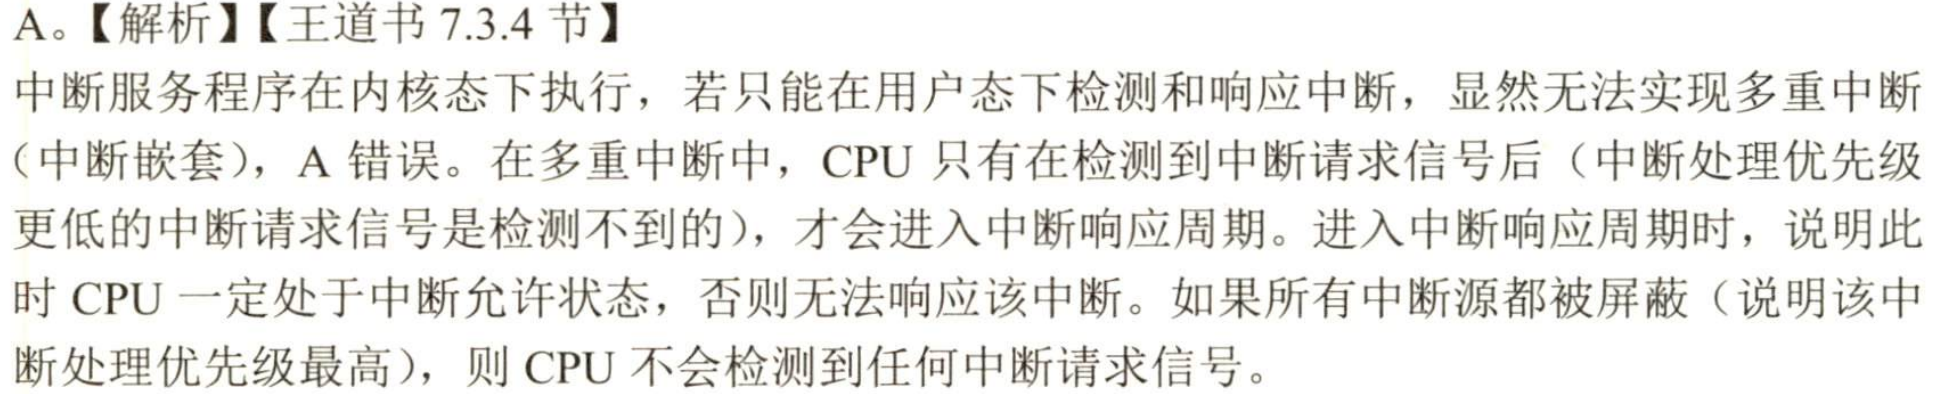 A。【解析】【王道书 7.3.4 节】
中断服务程序在内核态下执行，若只能在用户态下检测和响应中断，显然无法实现多重中断
（中断嵌套），A 错误。在多重中断中，CPU 只有在检测到中断请求信号后（中断处理优先级
更低的中断请求信号是检测不到的），才会进入中断响应周期。进入中断响应周期时，说明此
时 CPU 一定处于中断允许状态，否则无法响应该中断。如果所有中断源都被屏蔽（说明该中
断处理优先级最高），则 CPU 不会检测到任何中断请求信号。